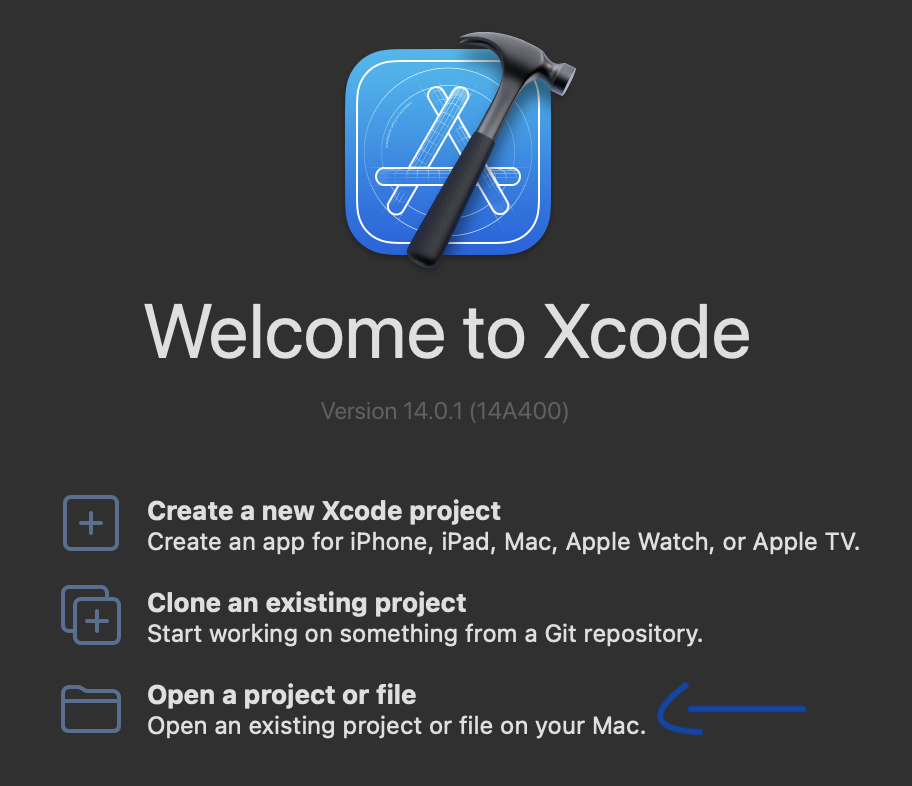 Welcome to Xcode
Version 14.0.1 (14A400)
Create a new Xcode project
Create an app for iPhone, iPad, Mac, Apple Watch, or Apple TV.
Clone an existing project
Start working on something from a Git repository.
Open a project or file
Open an existing project or file on your Mac.